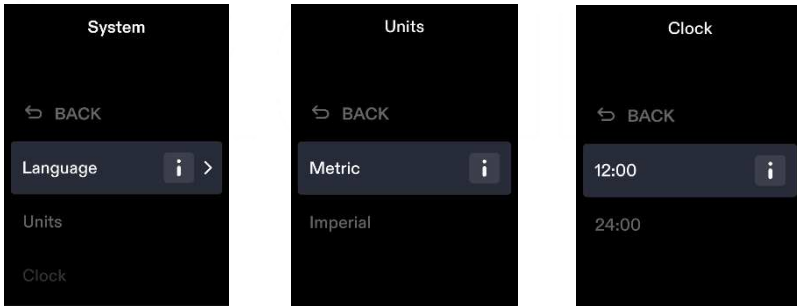 System
BACK
Language i >
Units
Clock
Units
BACK
Metric i
Imperial
Clock
BACK
12:00 i
24:00